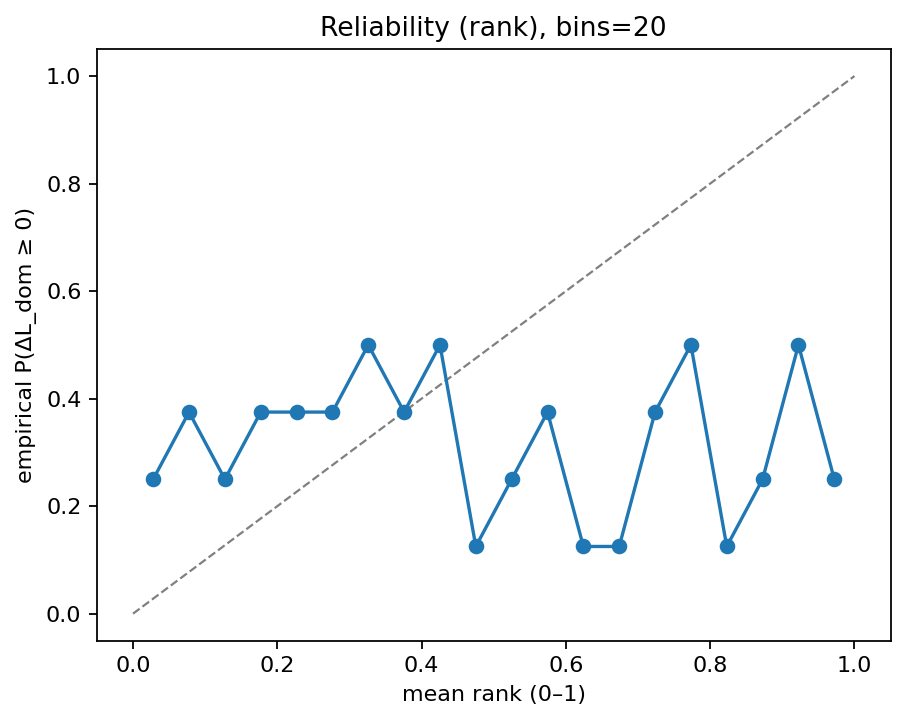 Reliability (rank), bins=20
empirical P(ΔL_dom ≥ 0)
1.0
0.8
0.6
0.4
0.2
0.0
0.0 0.2 0.4 0.6 0.8 1.0
mean rank (0–1)